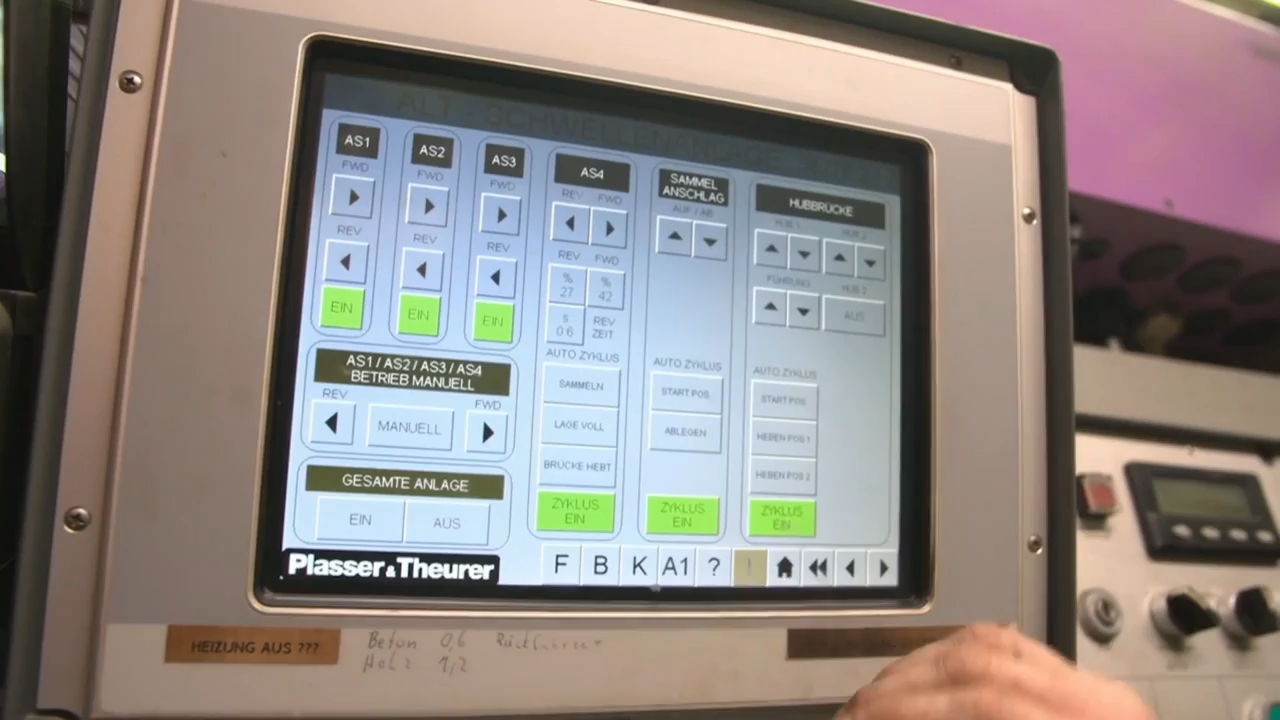 ALT - SCHWELLENANLAGE
AS1
FWD
REV
EIN
AS2
FWD
REV
EIN
AS3
FWD
REV
EIN
AS1 / AS2 / AS3 / AS4
BETRIEB MANUELL
REV
MANUELL
FWD
GESAMTE ANLAGE
EIN
AUS
AS4
REV FWD
REV FWD
%
27
%
42
s
0.6
REV
ZEIT
AUTO ZYKLUS
SAMMELN
LAGE VOLL
BRÜCKE HEBT
ZYKLUS
EIN
SAMMEL
ANSCHLAG
AUF / AB
AUTO ZYKLUS
START POS
ABLEGEN
ZYKLUS
EIN
HUBBRÜCKE
HUB 1
HUB 2
FÜHRUNG
HUB 2
AUS
AUTO ZYKLUS
START POS
HEBEN POS 1
HEBEN POS 2
ZYKLUS
EIN
Plasser & Theurer
F B K A1 ? !
HEIZUNG AUS ???
Beton 0,6
Holz 1,2